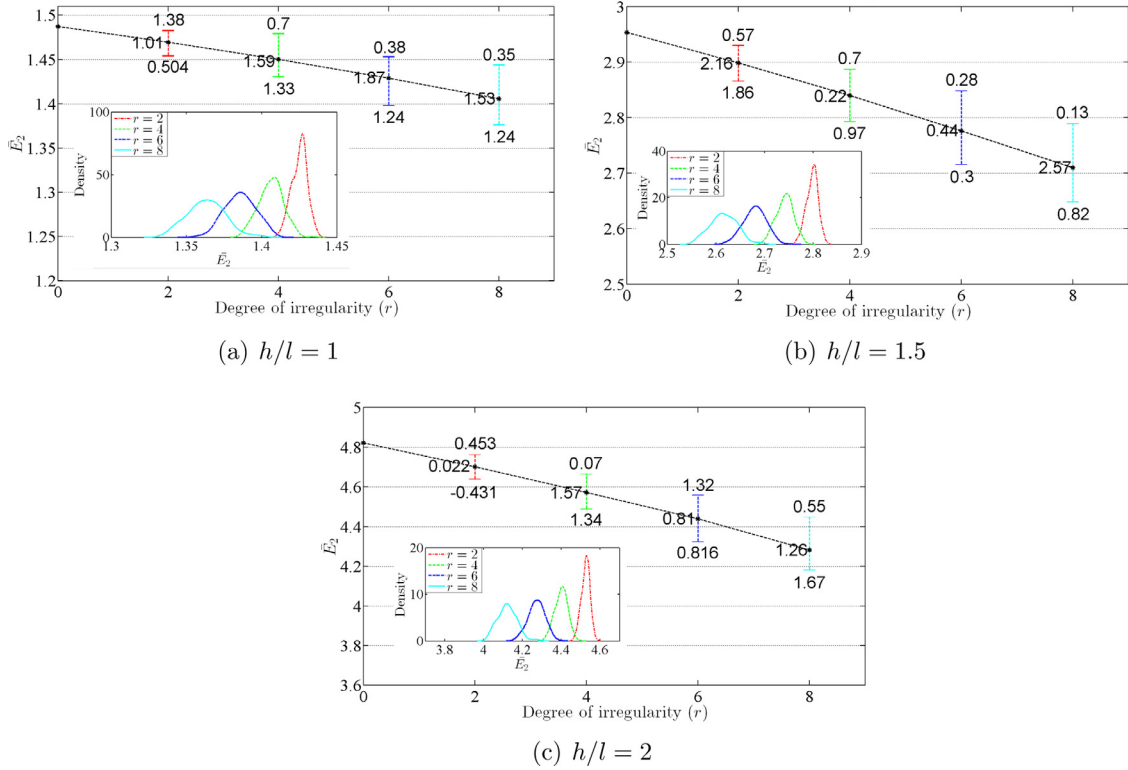 1.5
1.45
1.4
1.35
1.3
1.25
1.2
Ē₂
1.38
1.01
0.504
0.7
1.59
1.33
0.38
1.87
1.24
0.35
1.53
1.24
100
50
0
Density
r = 2
r = 4
r = 6
r = 8
1.3 1.35 1.4 1.45
Ē₂
0 2 4 6 8
Degree of irregularity (r)
(a) h/l = 1
3
2.9
2.8
2.7
2.6
2.5
Ē₂
0.57
2.16
1.86
0.7
0.22
0.97
0.28
0.44
0.3
0.13
2.57
0.82
40
20
0
Density
r = 2
r = 4
r = 6
r = 8
2.5 2.6 2.7 2.8 2.9
Ē₂
0 2 4 6 8
Degree of irregularity (r)
(b) h/l = 1.5
5
4.8
4.6
4.4
4.2
4
3.8
3.6
Ē₂
0.453
0.022
-0.431
0.07
1.57
1.34
1.32
0.81
0.816
0.55
1.26
1.67
20
10
0
Density
r = 2
r = 4
r = 6
r = 8
3.8 4 4.2 4.4 4.6
Ē₂
0 2 4 6 8
Degree of irregularity (r)
(c) h/l = 2